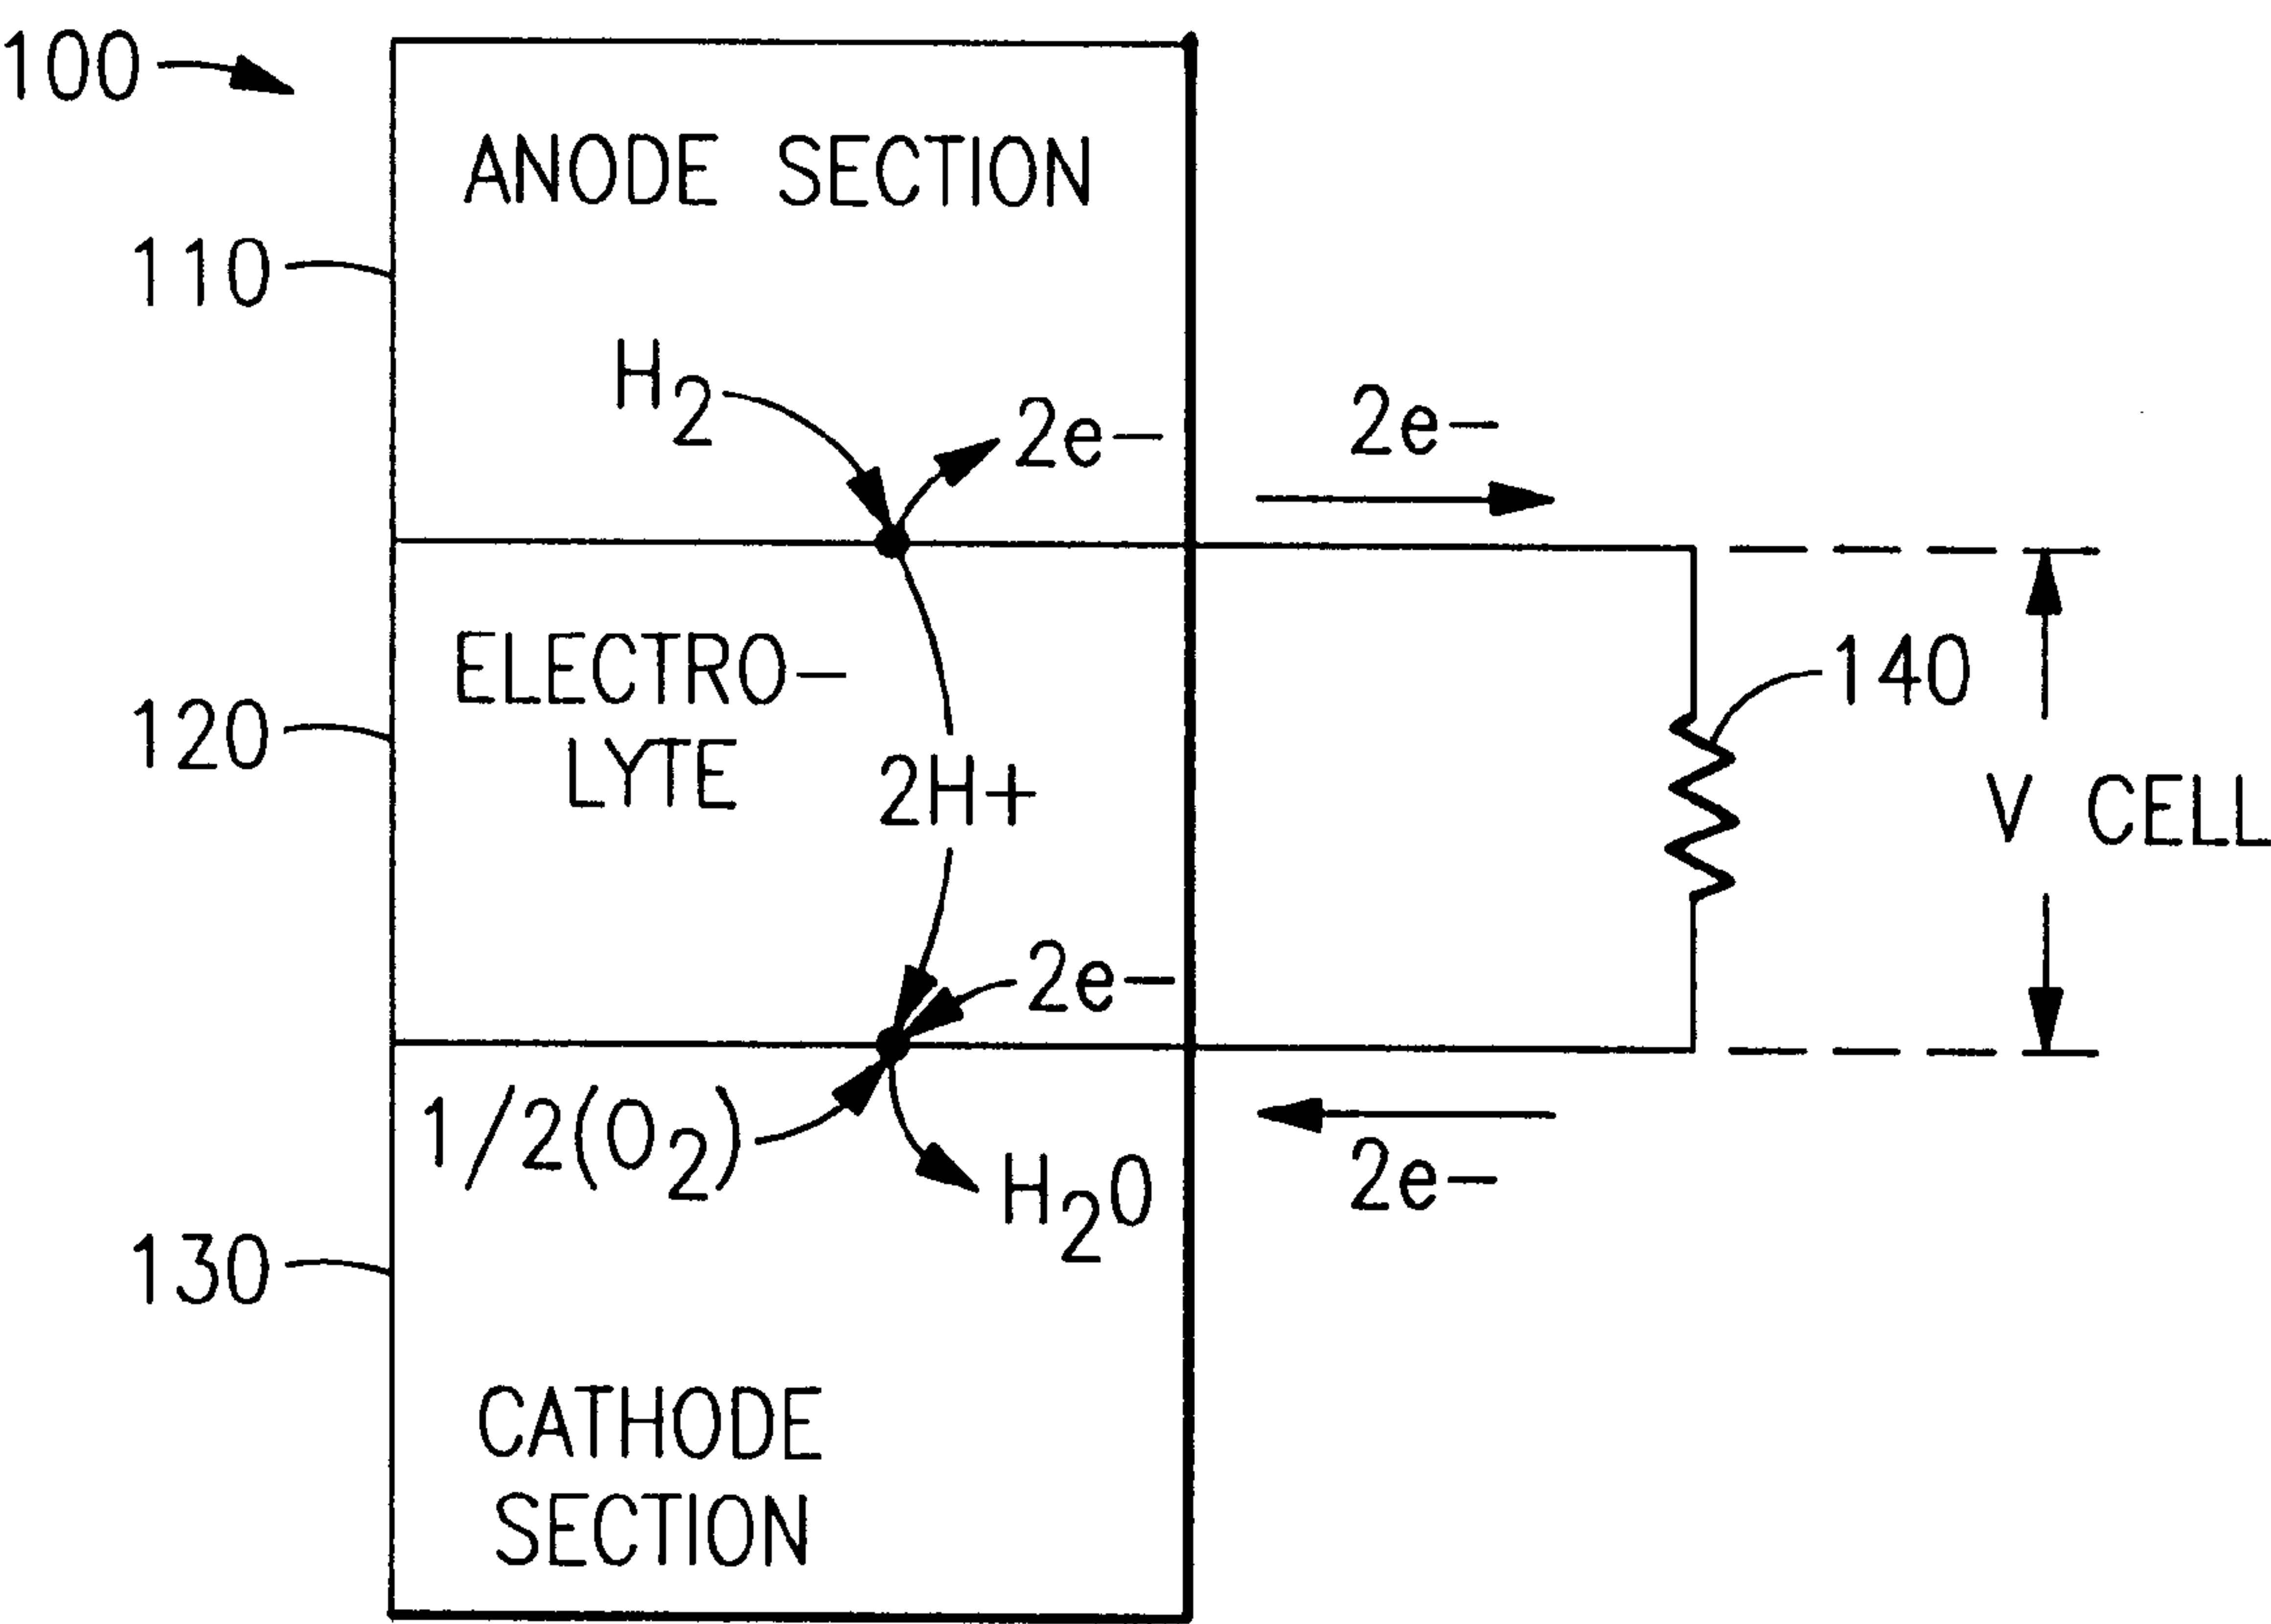 100
ANODE SECTION
110
H2
2e-
2e-
ELECTRO-
LYTE
120
2H+
140
V CELL
2e-
1/2(O2)
H2O
2e-
130
CATHODE
SECTION